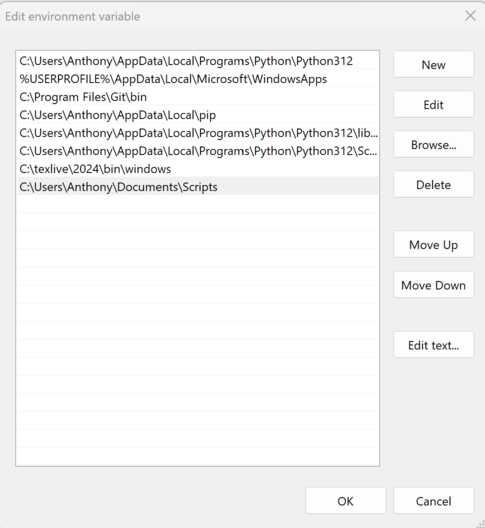 Edit environment variable
C:\Users\Anthony\AppData\Local\Programs\Python\Python312
%USERPROFILE%\AppData\Local\Microsoft\WindowsApps
C:\Program Files\Git\bin
C:\Users\Anthony\AppData\Local\pip
C:\Users\Anthony\AppData\Local\Programs\Python\Python312\lib...
C:\Users\Anthony\AppData\Local\Programs\Python\Python312\Sc...
C:\texlive\2024\bin\windows
C:\Users\Anthony\Documents\Scripts
New
Edit
Browse...
Delete
Move Up
Move Down
Edit text...
OK
Cancel